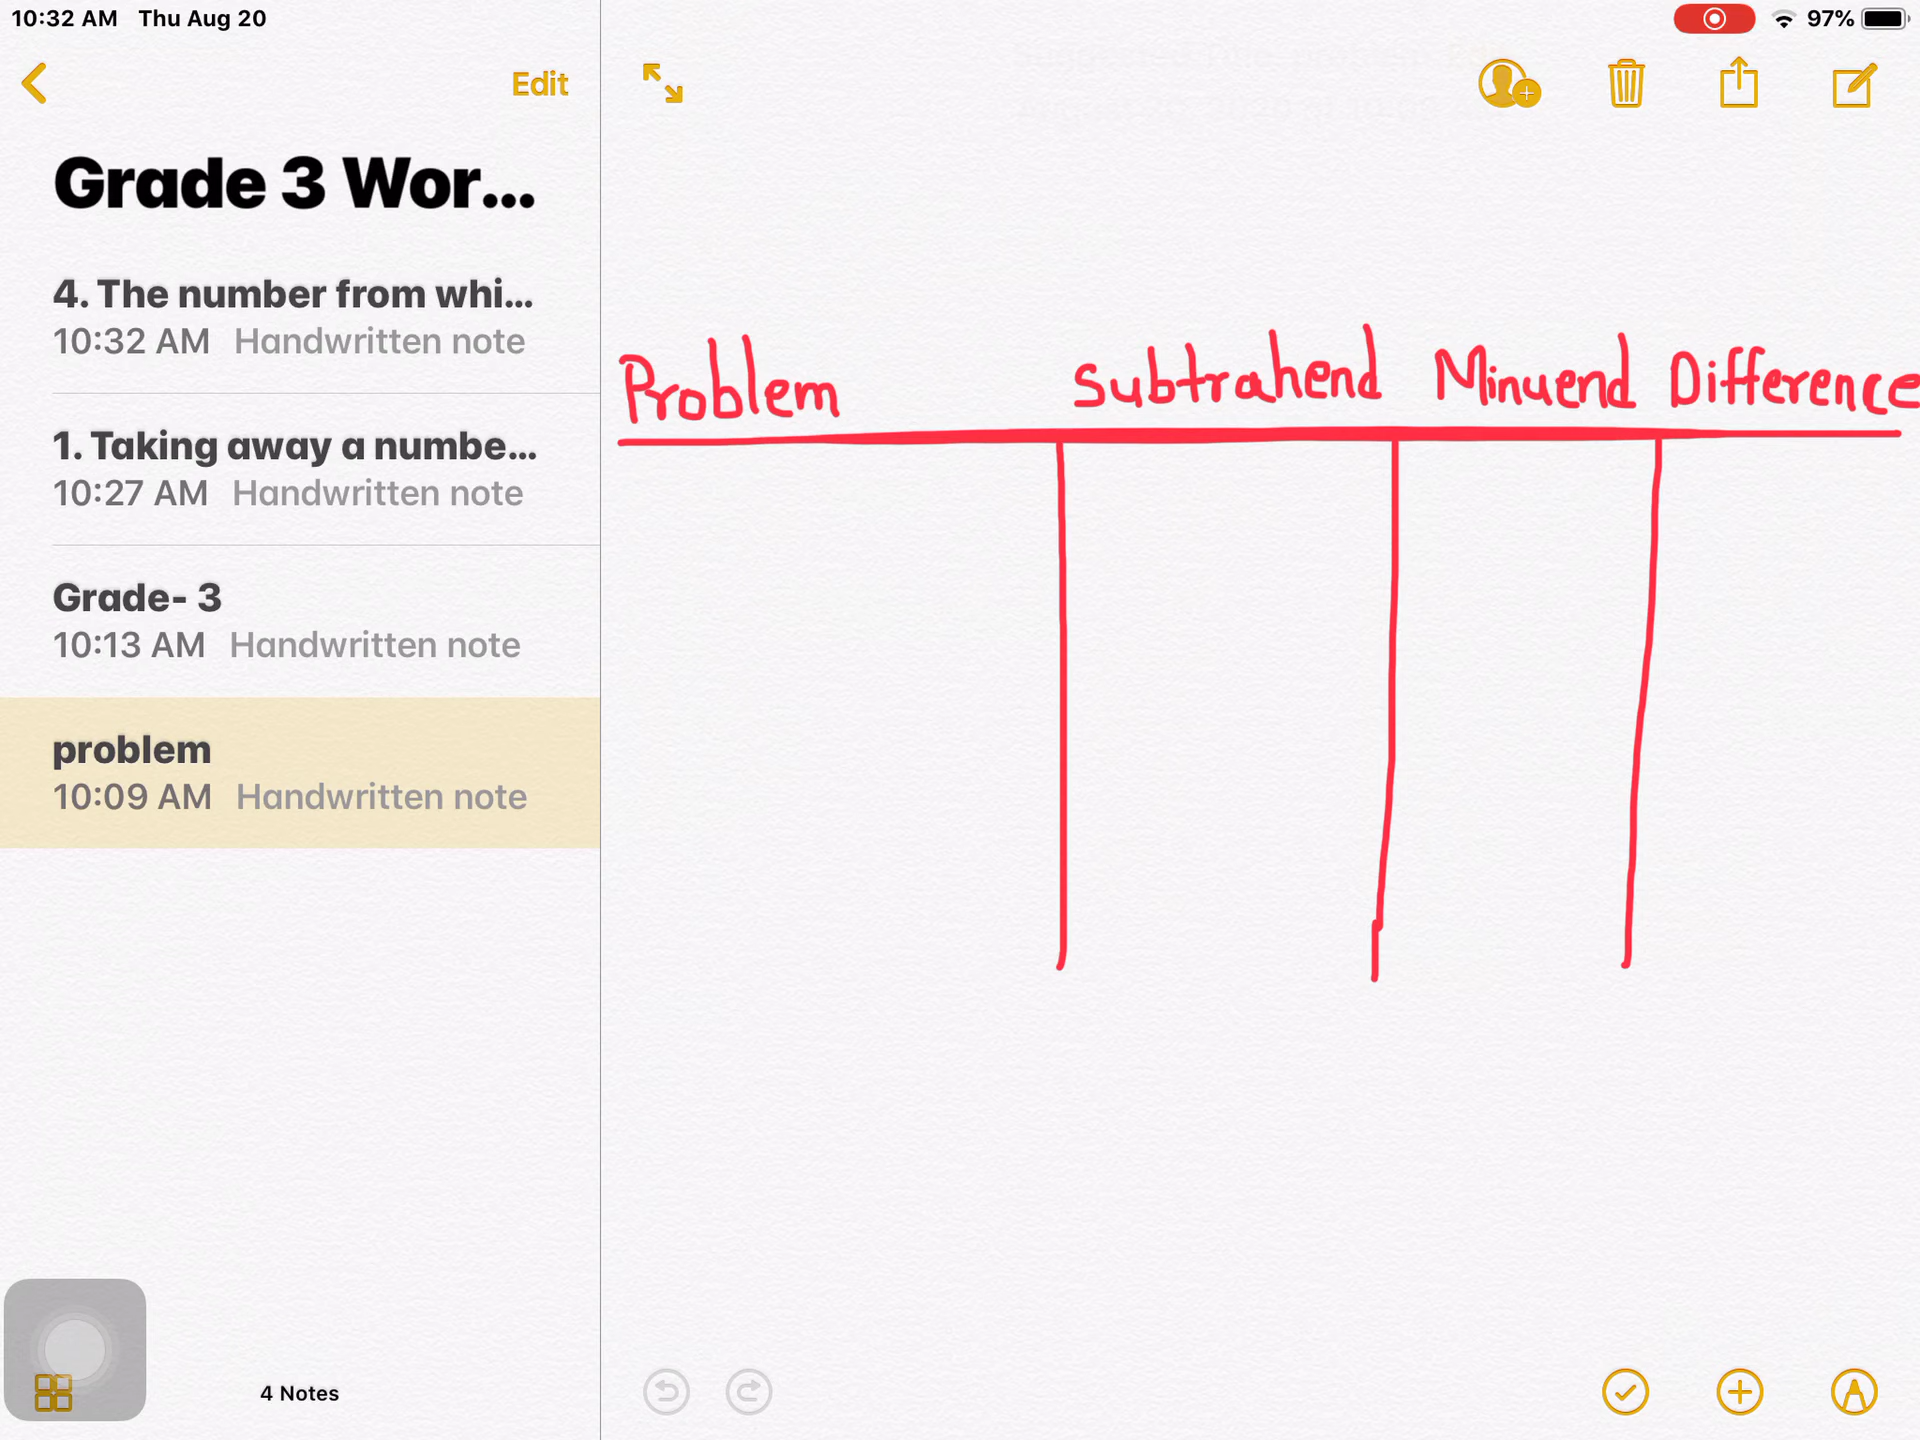 10:32 AM Thu Aug 20
97%
Edit
Grade 3 Wor...
4. The number from whi...
10:32 AM Handwritten note
1. Taking away a numbe...
10:27 AM Handwritten note
Grade- 3
10:13 AM Handwritten note
problem
10:09 AM Handwritten note
4 Notes
Problem Subtrahend Minuend Difference